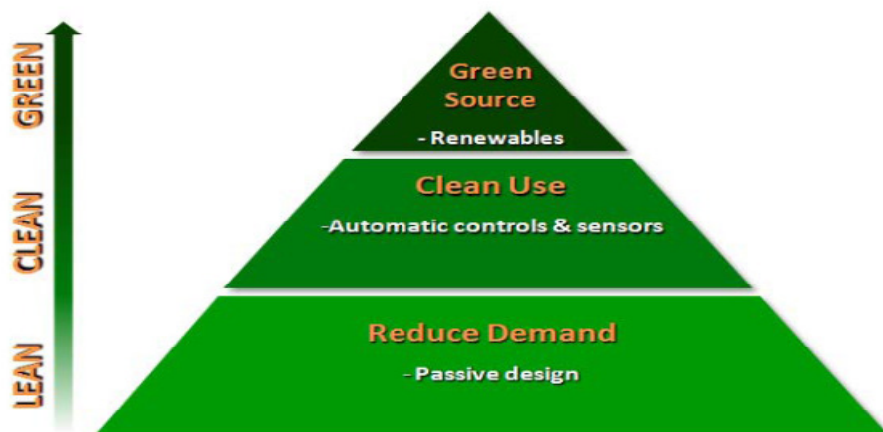 GREEN
CLEAN
LEAN
Green
Source
- Renewables
Clean Use
-Automatic controls & sensors
Reduce Demand
- Passive design